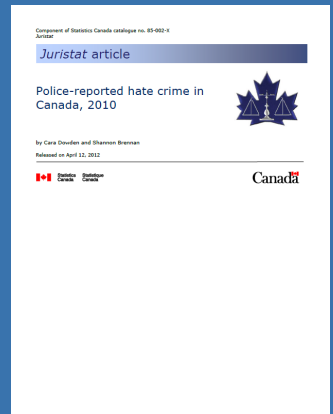 Component of Statistics Canada catalogue no. 85-002-X
Juristat
Juristat article
Police-reported hate crime in
Canada, 2010
by Cara Dowden and Shannon Brennan
Released on April 12, 2012
Statistics Statistique
Canada Canada
Canada